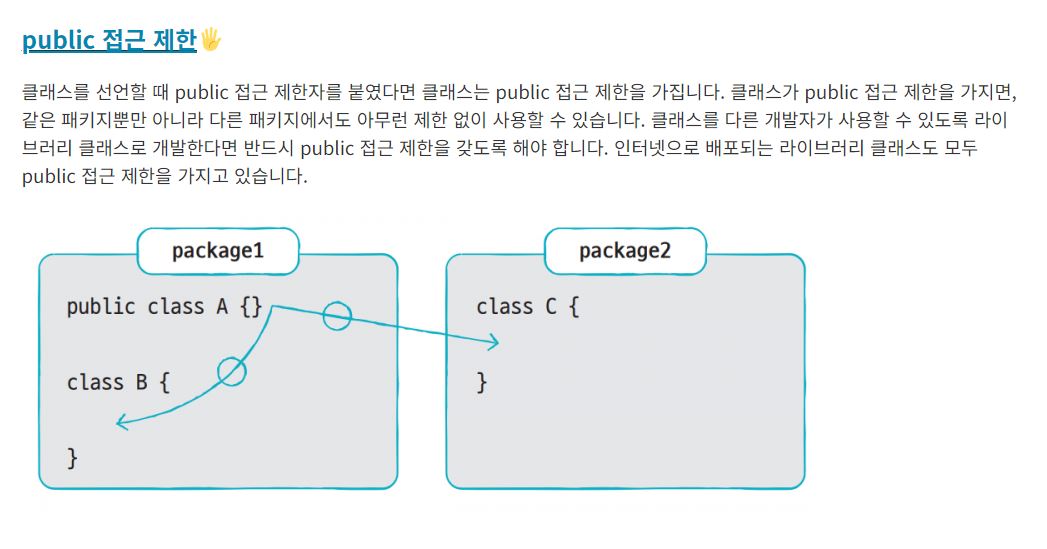 public 접근 제한🖐
클래스를 선언할 때 public 접근 제한자를 붙였다면 클래스는 public 접근 제한을 가집니다. 클래스가 public 접근 제한을 가지면,
같은 패키지뿐만 아니라 다른 패키지에서도 아무런 제한 없이 사용할 수 있습니다. 클래스를 다른 개발자가 사용할 수 있도록 라이
브러리 클래스로 개발한다면 반드시 public 접근 제한을 갖도록 해야 합니다. 인터넷으로 배포되는 라이브러리 클래스도 모두
public 접근 제한을 가지고 있습니다.
package1
public class A {}
class B {
}
package2
class C {
}